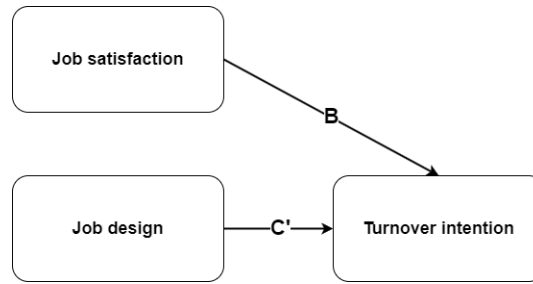 Job satisfaction
B
Job design
C'
Turnover intention